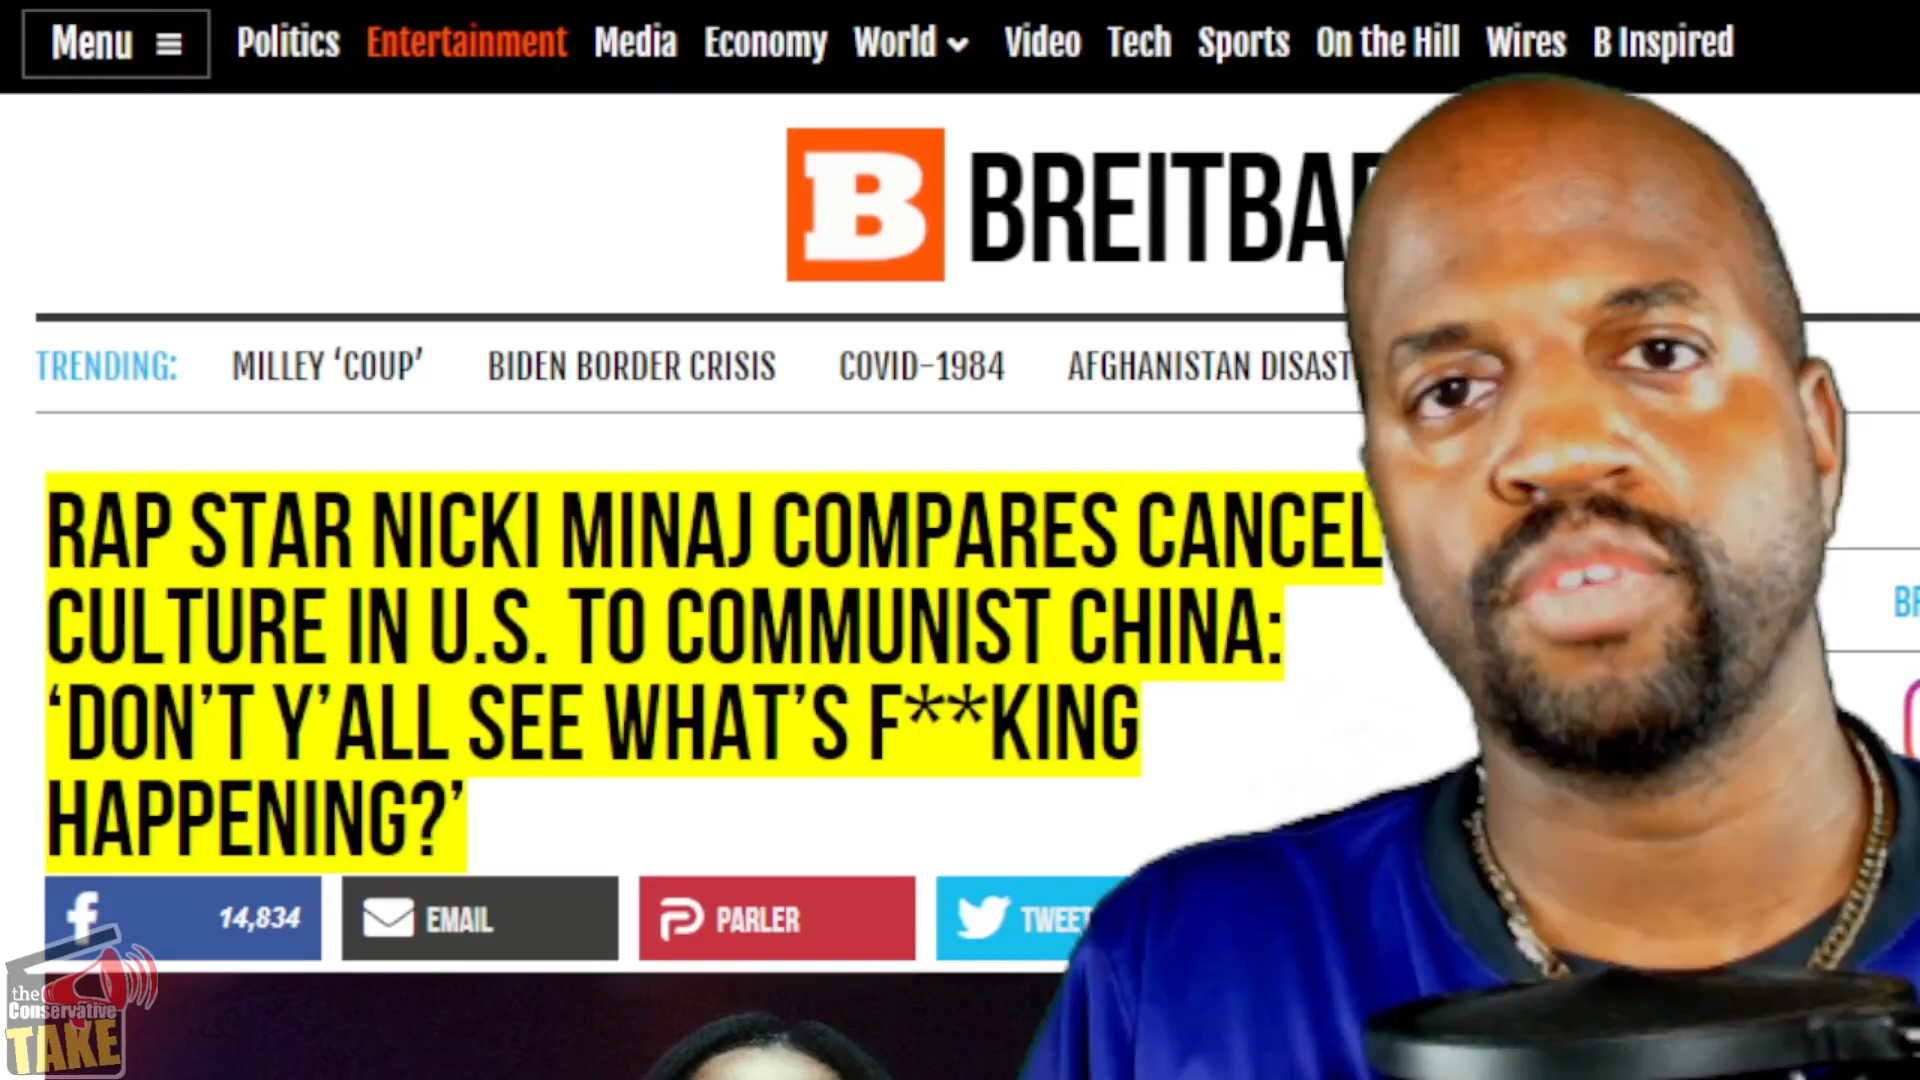 Menu Politics Entertainment Media Economy World Video Tech Sports On the Hill Wires B Inspired
B BREITBA
TRENDING: MILLEY ‘COUP’ BIDEN BORDER CRISIS COVID-1984 AFGHANISTAN DISAST
RAP STAR NICKI MINAJ COMPARES CANCEL
CULTURE IN U.S. TO COMMUNIST CHINA:
‘DON’T Y’ALL SEE WHAT’S F**KING
HAPPENING?’
BR
f 14,834 EMAIL PARLER TWEET
the
Conservative
TAKE